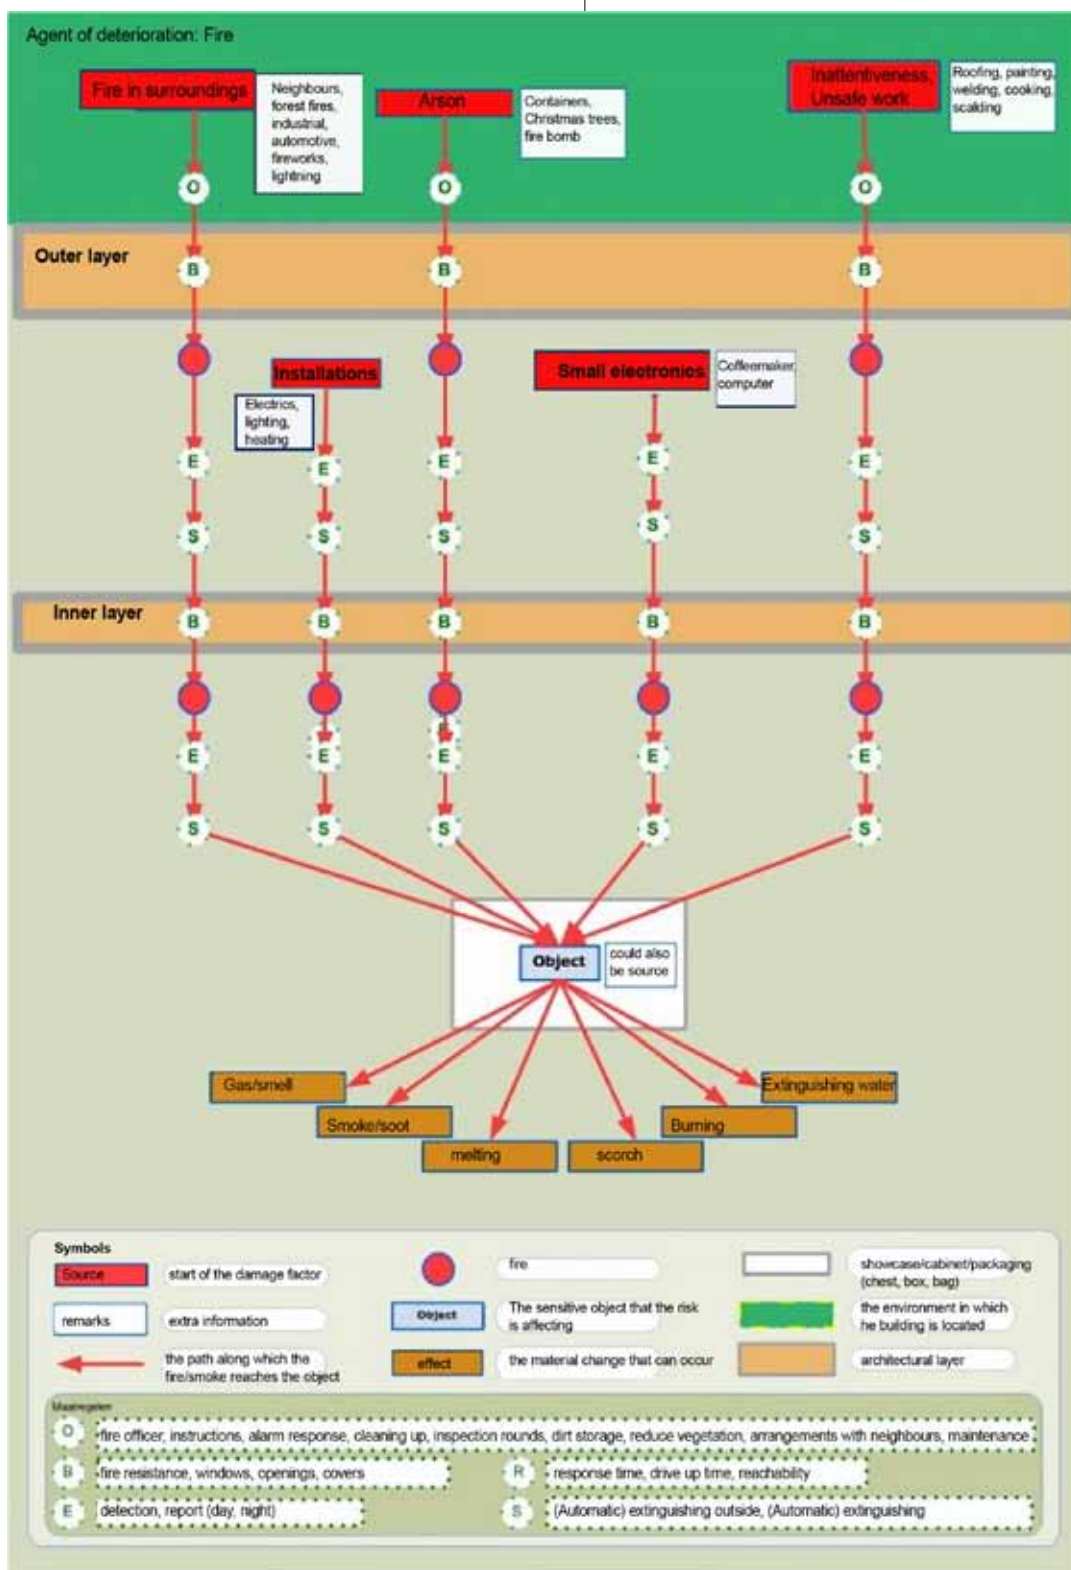 Agent of deterioration: Fire
Fire in surroundings
Neighbours,
forest fires,
industrial,
automotive,
fireworks,
lightning
Arson
Containers,
Christmas trees,
fire bomb
Inattentiveness,
Unsafe work
Roofing, painting,
welding, cooking,
scalding
O O O
Outer layer
B B B
Installations
Electrics,
lighting,
heating
Small electronics
Coffeemaker,
computer
E E E E E
S S S S S
Inner layer
B B B B B
E E E E E
S S S S S
Object
could also
be source
Gas/smell
Smoke/soot
melting
scorch
Burning
Extinguishing water
Symbols
Source
start of the damage factor
fire
showcase/cabinet/packaging
(chest, box, bag)
remarks
extra information
Object
The sensitive object that the risk
is affecting
the environment in which
he building is located
the path along which the
fire/smoke reaches the object
effect
the material change that can occur
architectural layer
Maatregelen
O fire officer, instructions, alarm response, cleaning up, inspection rounds, dirt storage, reduce vegetation, arrangements with neighbours, maintenance
B fire resistance, windows, openings, covers
R response time, drive up time, reachability
E detection, report (day, night)
S (Automatic) extinguishing outside, (Automatic) extinguishing